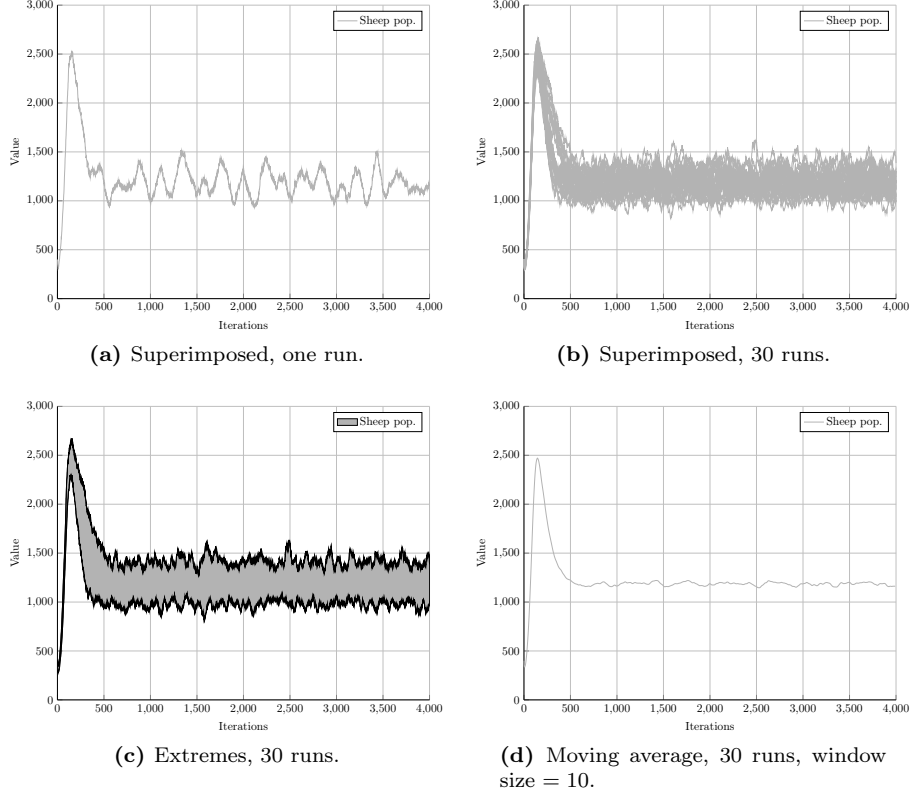 Sheep pop.
3,000
2,500
2,000
1,500
1,000
500
0
Value
0 500 1,000 1,500 2,000 2,500 3,000 3,500 4,000
Iterations
(a) Superimposed, one run.
Sheep pop.
3,000
2,500
2,000
1,500
1,000
500
0
Value
0 500 1,000 1,500 2,000 2,500 3,000 3,500 4,000
Iterations
(b) Superimposed, 30 runs.
Sheep pop.
3,000
2,500
2,000
1,500
1,000
500
0
Value
0 500 1,000 1,500 2,000 2,500 3,000 3,500 4,000
Iterations
(c) Extremes, 30 runs.
Sheep pop.
3,000
2,500
2,000
1,500
1,000
500
0
Value
0 500 1,000 1,500 2,000 2,500 3,000 3,500 4,000
Iterations
(d) Moving average, 30 runs, window
size = 10.